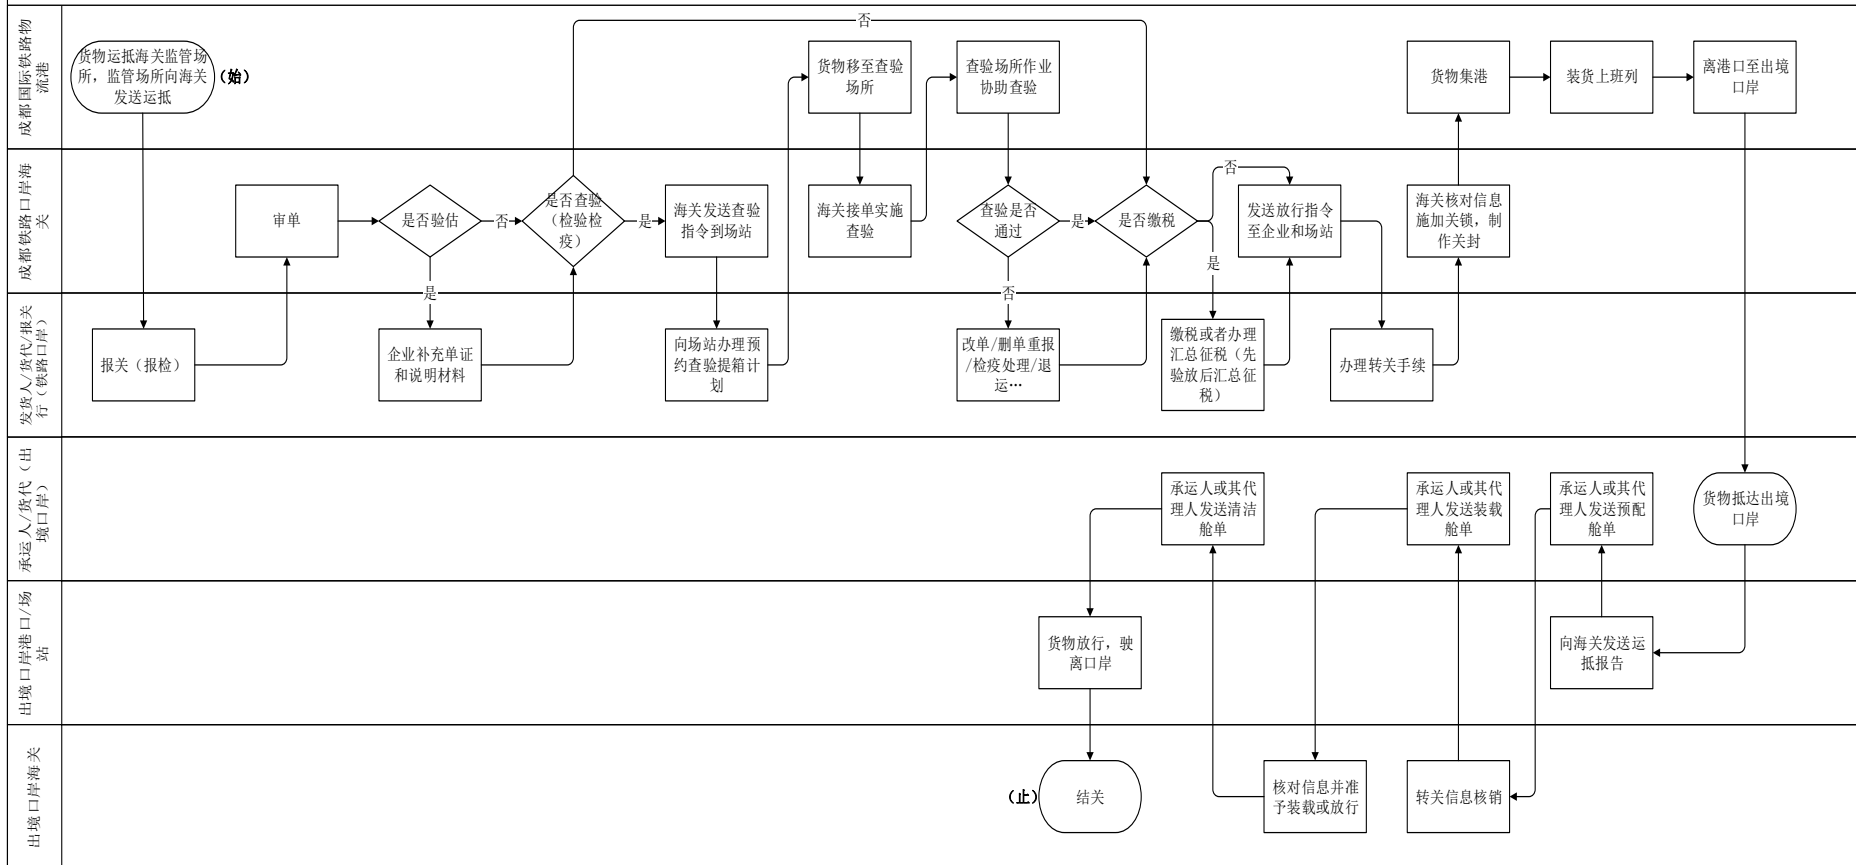 成都国际铁路物
流港
货物运抵海关监管场
所，监管场所向海关
发送运抵
（始）
否
货物移至查验
场所
查验场所作业
协助查验
货物集港
装货上班列
离港口至出境
口岸
成都铁路口岸海
关
审单
是否验估
否
是否查验
（检验检
疫）
是
海关发送查验
指令到场站
海关接单实施
查验
查验是否
通过
是
是否缴税
否
发送放行指令
至企业和场站
海关核对信息
施加关锁，制
作关封
是
是
否
发货人/货代/报关
行（铁路口岸）
报关（报检）
企业补充单证
和说明材料
向场站办理预
约查验提箱计
划
改单/删单重报
/检疫处理/退
运…
缴税或者办理
汇总征税（先
验放后汇总征
税）
办理转关手续
承运人/货代（出
境口岸）
承运人或其代
理人发送清洁
舱单
承运人或其代
理人发送装载
舱单
承运人或其代
理人发送预配
舱单
货物抵达出境
口岸
出境口岸港口/场
站
货物放行，驶
离口岸
向海关发送运
抵报告
出境口岸海关
（止）
结关
核对信息并准
予装载或放行
转关信息核销